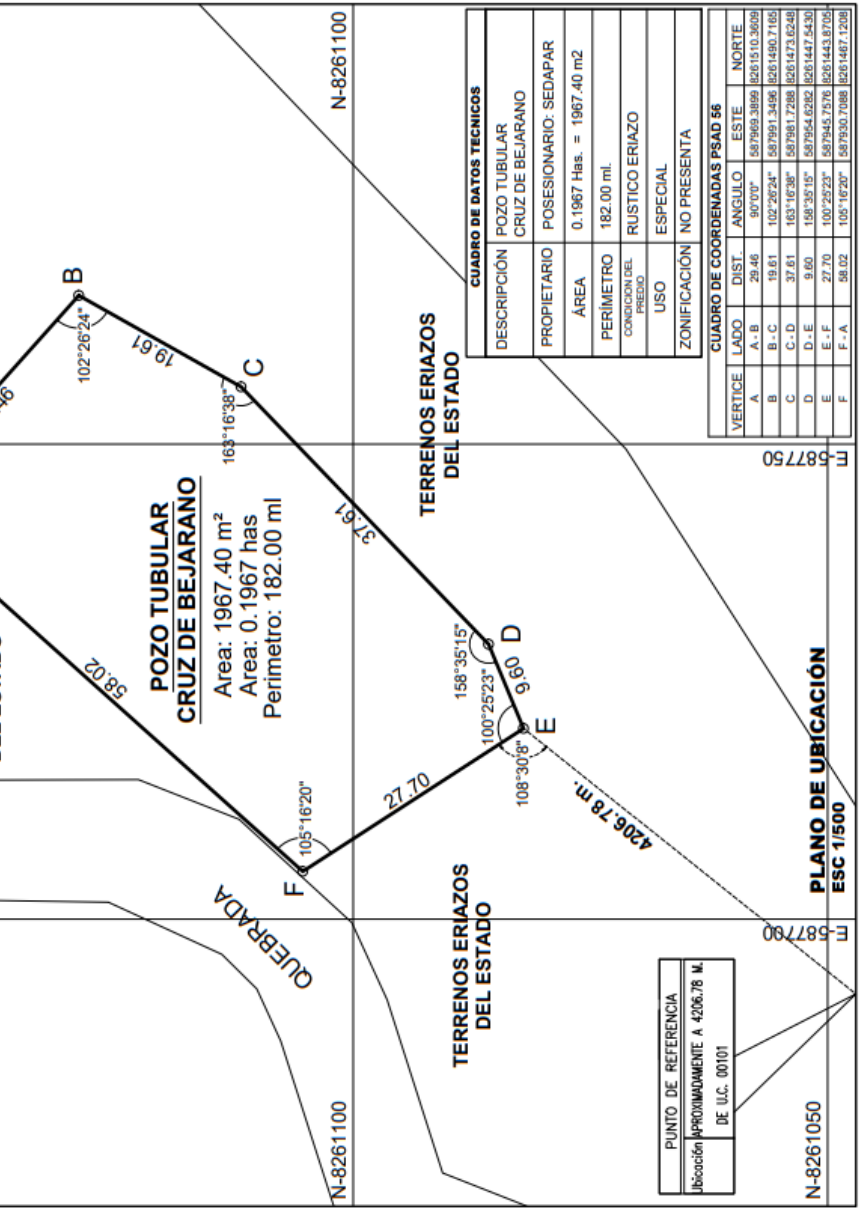 N-8261100
B
102°26'24"
19.61
C
163°16'38"
POZO TUBULAR
CRUZ DE BEJARANO
Area: 1967.40 m²
Area: 0.1967 has
Perimetro: 182.00 ml
58.02
37.61
TERRENOS ERIAZOS
DEL ESTADO
158°35'15"
D
9.60
100°25'23"
E
108°30'8"
27.70
105°16'20"
F
QUEBRADA
4206.78 m.
TERRENOS ERIAZOS
DEL ESTADO
N-8261100
E-587750
E-587700
PLANO DE UBICACIÓN
ESC 1/500
PUNTO DE REFERENCIA
Ubicación APROXIMADAMENTE A 4206.78 M.
DE U.C. 00101
N-8261050
CUADRO DE DATOS TECNICOS
DESCRIPCIÓN POZO TUBULAR
CRUZ DE BEJARANO
PROPIETARIO POSESIONARIO: SEDAPAR
ÁREA 0.1967 Has. = 1967.40 m2
PERÍMETRO 182.00 ml.
CONDICION DEL
PREDIO RUSTICO ERIAZO
USO ESPECIAL
ZONIFICACIÓN NO PRESENTA
CUADRO DE COORDENADAS PSAD 56
VERTICE LADO DIST. ANGULO ESTE NORTE
A A - B 29.46 90°0'0" 587969.3899 8261510.3609
B B - C 19.61 102°26'24" 587991.3496 8261490.7165
C C - D 37.61 163°16'38" 587981.7288 8261473.6248
D D - E 9.60 158°35'15" 587954.6282 8261447.5430
E E - F 27.70 100°25'23" 587945.7576 8261443.8705
F F - A 58.02 105°16'20" 587930.7088 8261467.1208